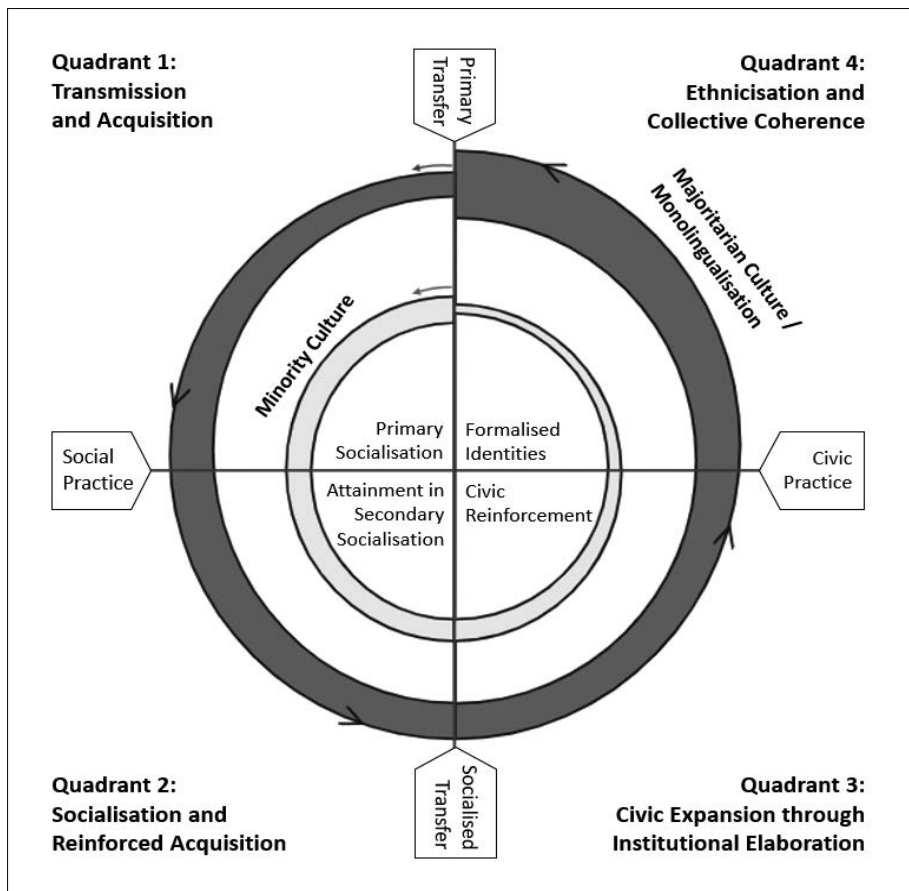 Quadrant 1:
Transmission
and Acquisition
Primary
Transfer
Quadrant 4:
Ethnicisation and
Collective Coherence
Majoritarian Culture /
Monolingualisation
Minority Culture
Primary
Socialisation
Formalised
Identities
Social
Practice
Civic
Practice
Attainment in
Secondary
Socialisation
Civic
Reinforcement
Quadrant 2:
Socialisation and
Reinforced Acquisition
Socialised
Transfer
Quadrant 3:
Civic Expansion through
Institutional Elaboration